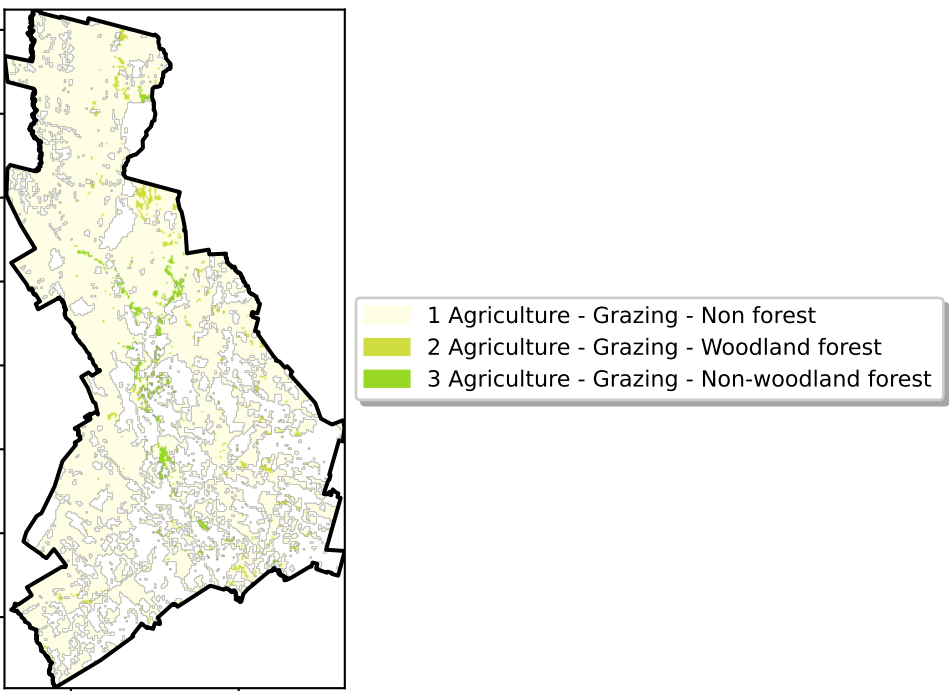 1 Agriculture - Grazing - Non forest
2 Agriculture - Grazing - Woodland forest
3 Agriculture - Grazing - Non-woodland forest